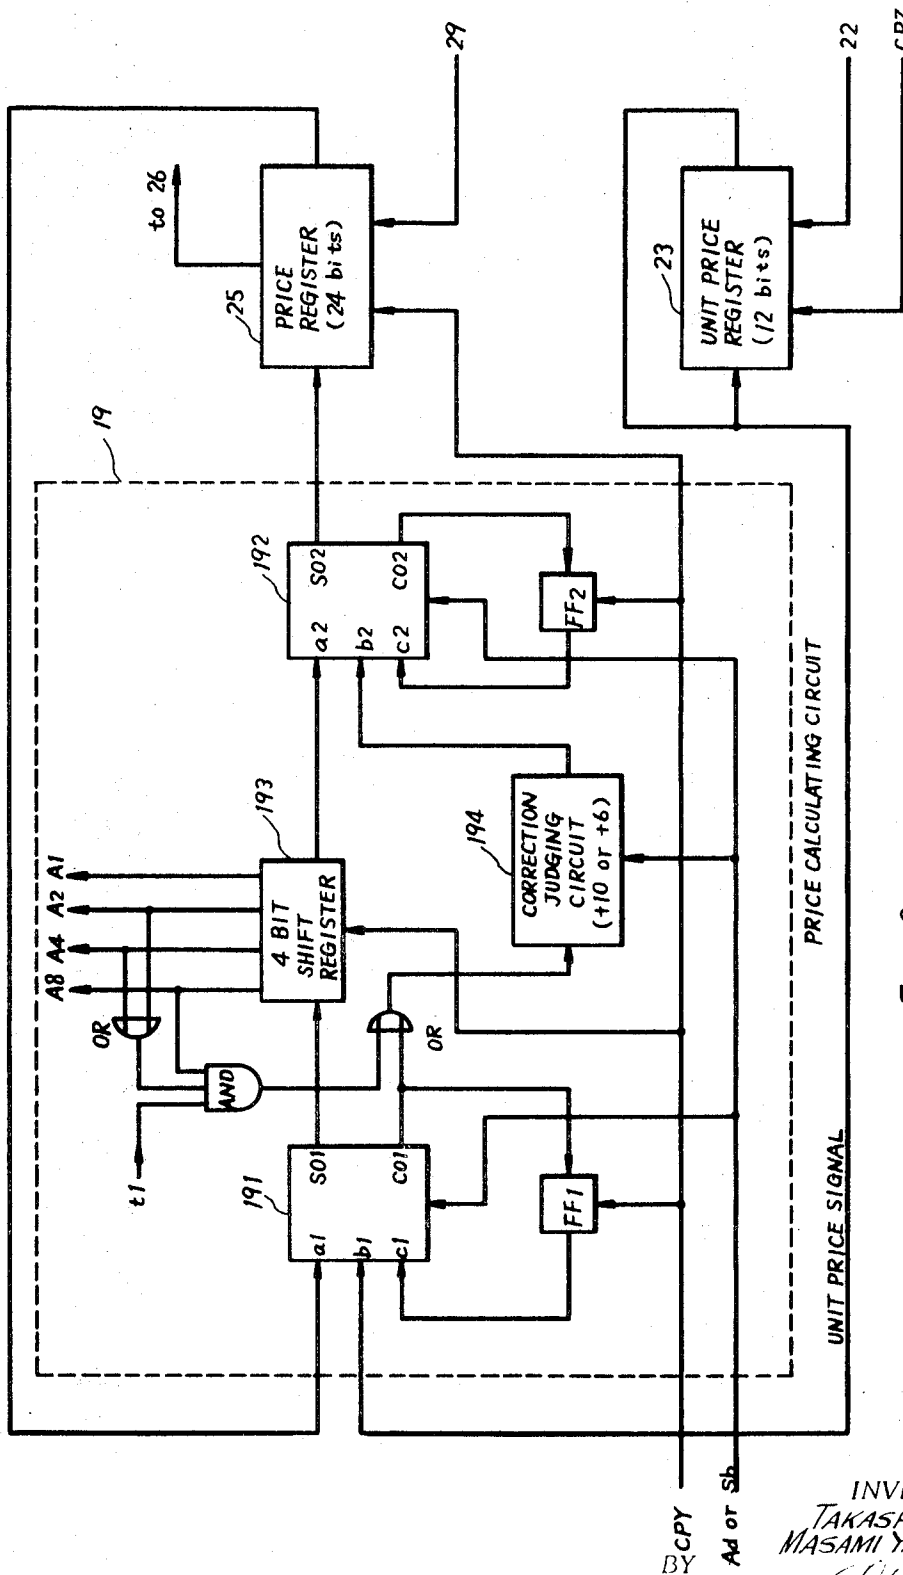 29
to 26
PRICE
REGISTER
(24 bits)
25
19
22
UNIT PRICE
REGISTER
(12 bits)
23
192
SO2
CO2
a2
b2
c2
FF2
A1
A2
A4
A8
193
4 BIT
SHIFT
REGISTER
194
CORRECTION
JUDGING
CIRCUIT
(+10 or +6)
OR
AND
OR
t1
191
SO1
CO1
a1
b1
c1
FF1
PRICE CALCULATING CIRCUIT
UNIT PRICE SIGNAL
CPY
Ad or Sb
BY